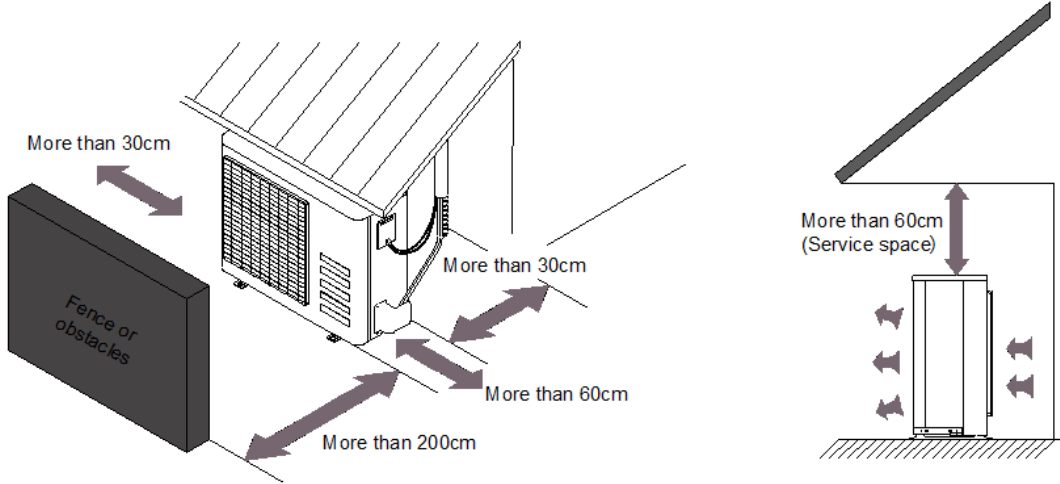 More than 30cm
Fence or
obstacles
More than 30cm
More than 60cm
More than 200cm
More than 60cm
(Service space)